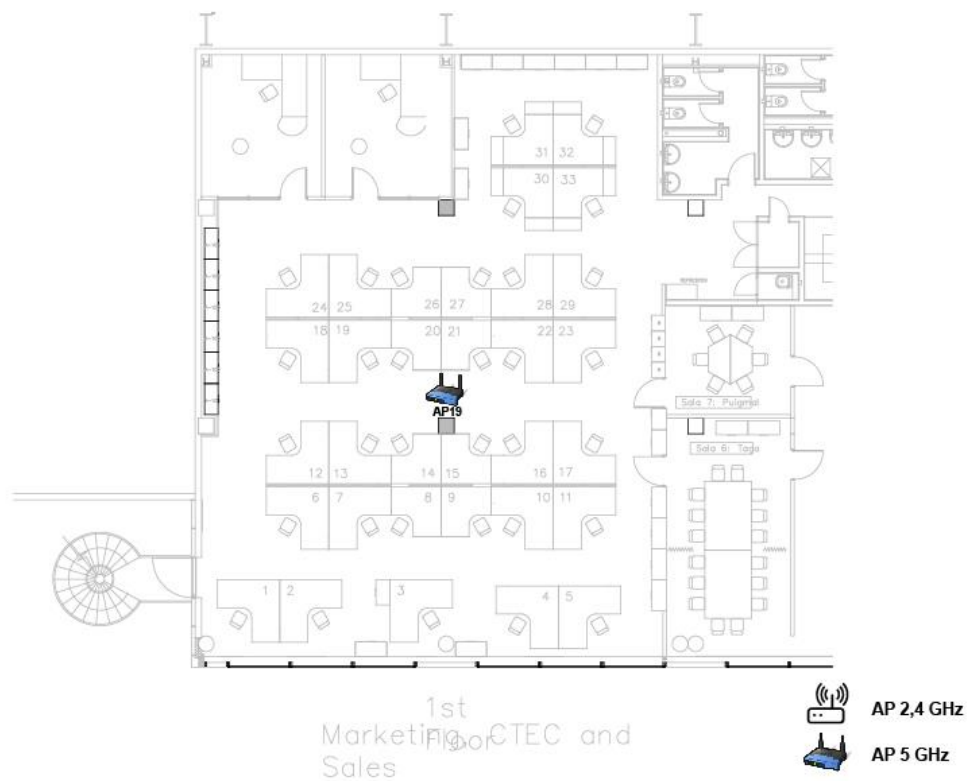 31 32
30 33
24 25 26 27 28 29
18 19 20 21 22 23
AP19
Sala 7: Puigmal
12 13 14 15 16 17
Sala 6: Taga
6 7 8 9 10 11
1 2 3
4 5
1st
Floor
Marketing, CTEC and
Sales
AP 2,4 GHz
AP 5 GHz